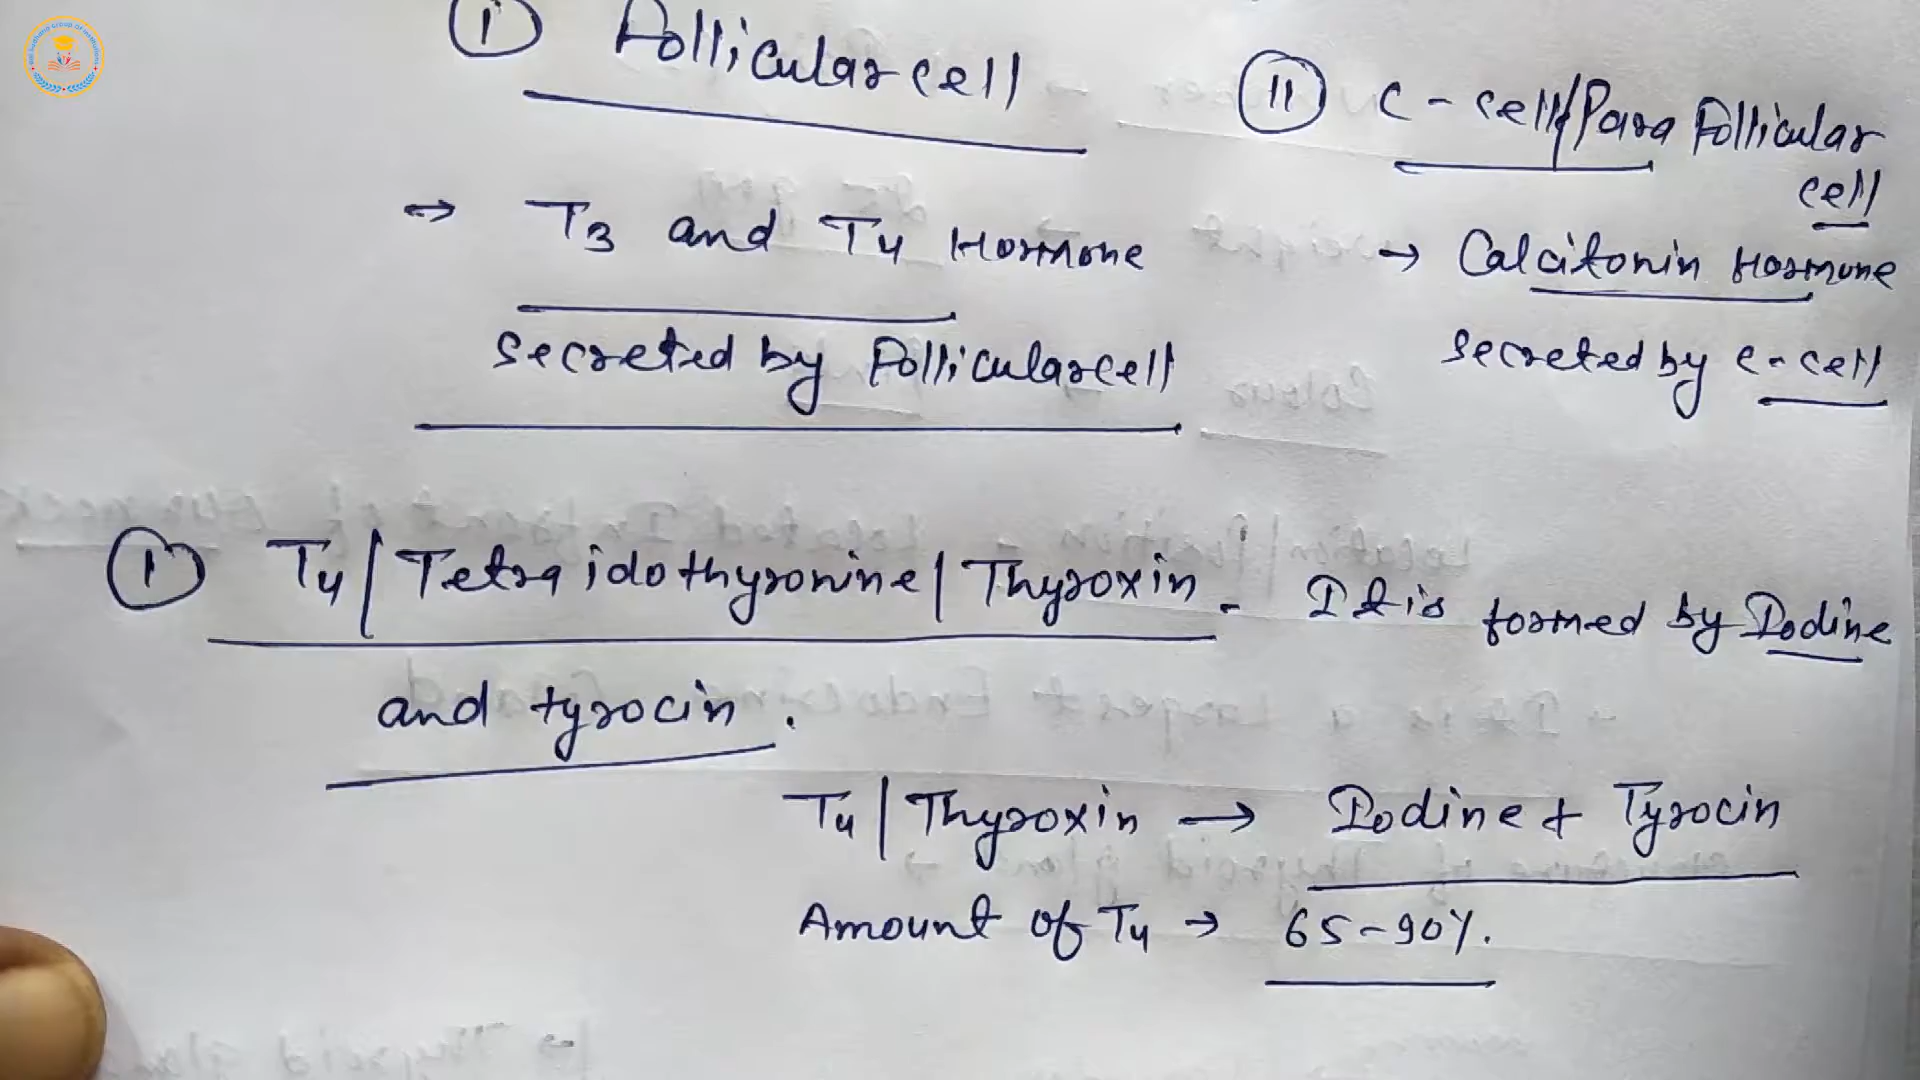 I Follicular cell
→ T3 and T4 Hormone
secreted by Follicular cell
II C-cell/Para Follicular
cell
→ Calcitonin Hormone
secreted by C-cell
I T4/Tetraidothyronine/Thyroxin - It is formed by Iodine
and tyrocin.
T4/Thyroxin → Iodine + Tyrocin
Amount of T4 → 65-90%.